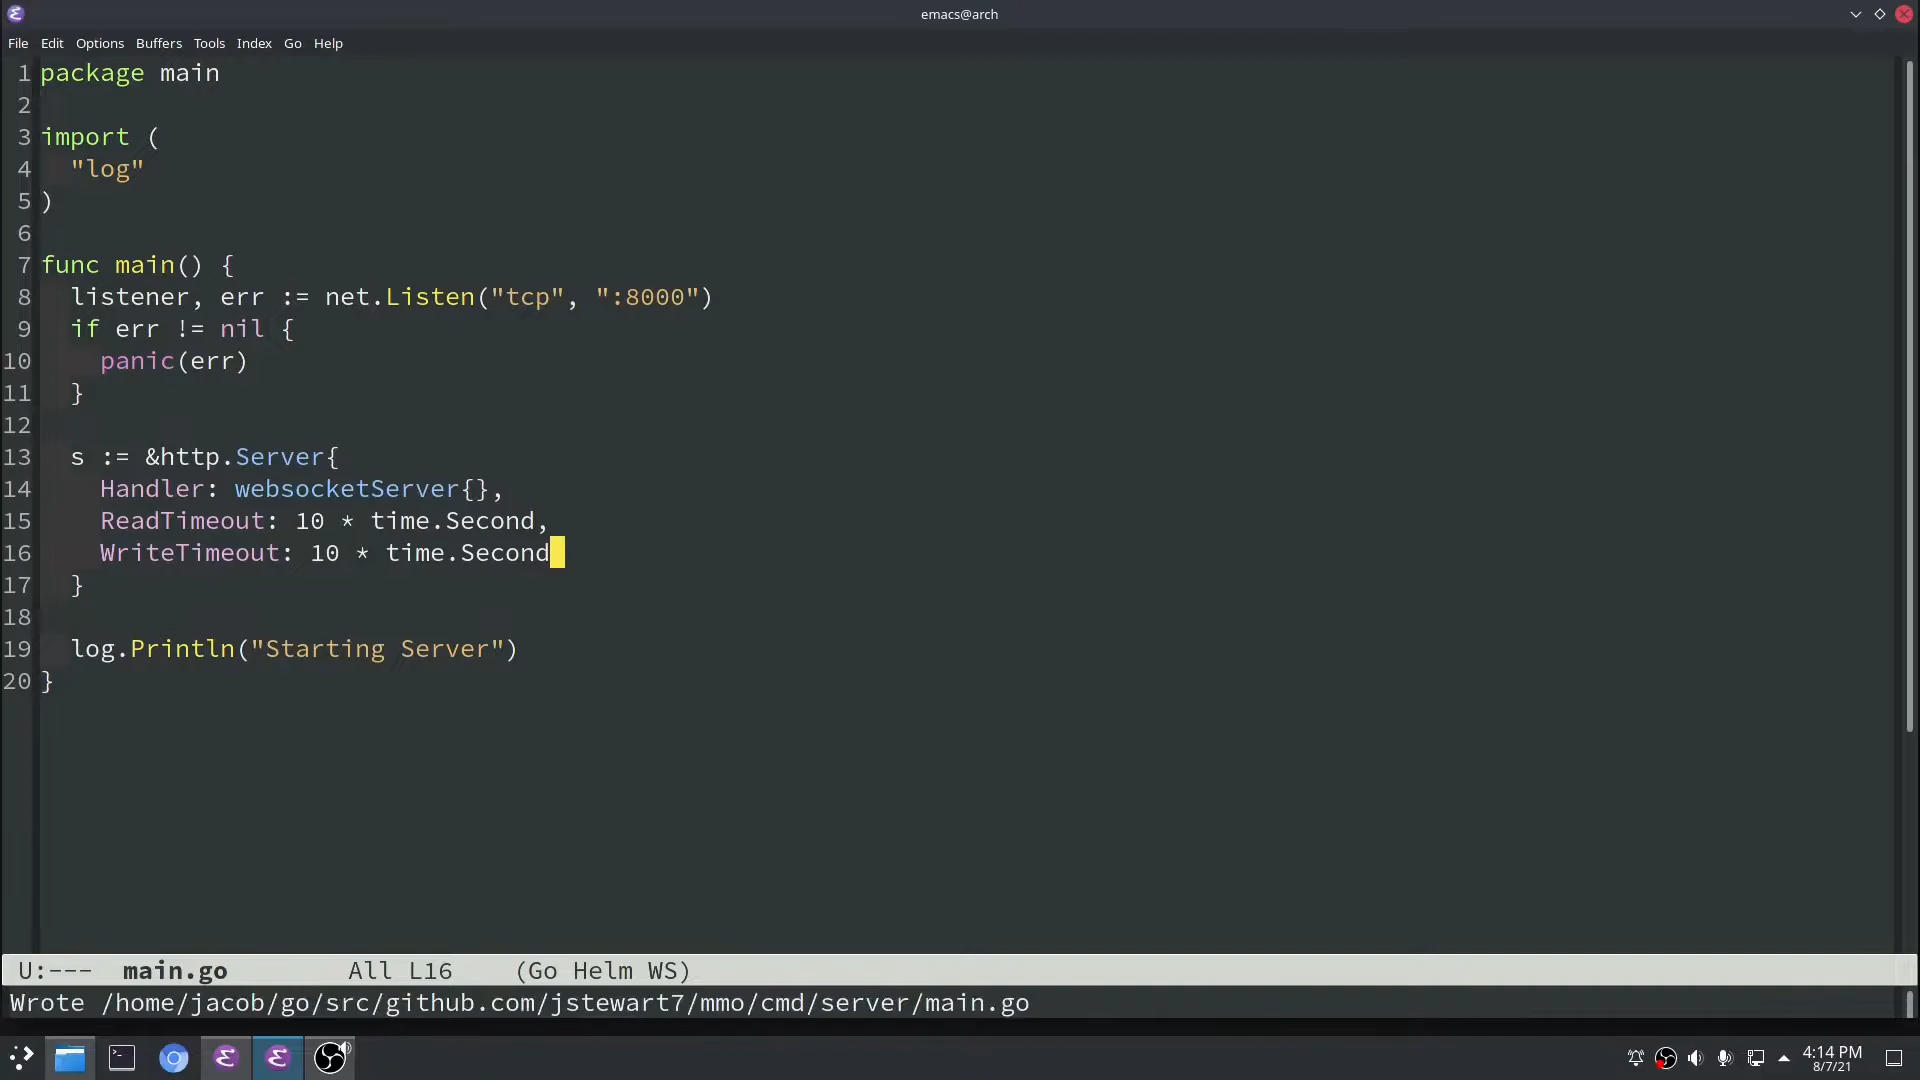 emacs@arch
File Edit Options Buffers Tools Index Go Help
1 package main
2
3 import (
4   "log"
5 )
6
7 func main() {
8   listener, err := net.Listen("tcp", ":8000")
9   if err != nil {
10     panic(err)
11   }
12
13   s := &http.Server{
14     Handler: websocketServer{},
15     ReadTimeout: 10 * time.Second,
16     WriteTimeout: 10 * time.Second
17   }
18
19   log.Println("Starting Server")
20 }
U:--- main.go All L16 (Go Helm WS)
Wrote /home/jacob/go/src/github.com/jstewart7/mmo/cmd/server/main.go
4:14 PM
8/7/21